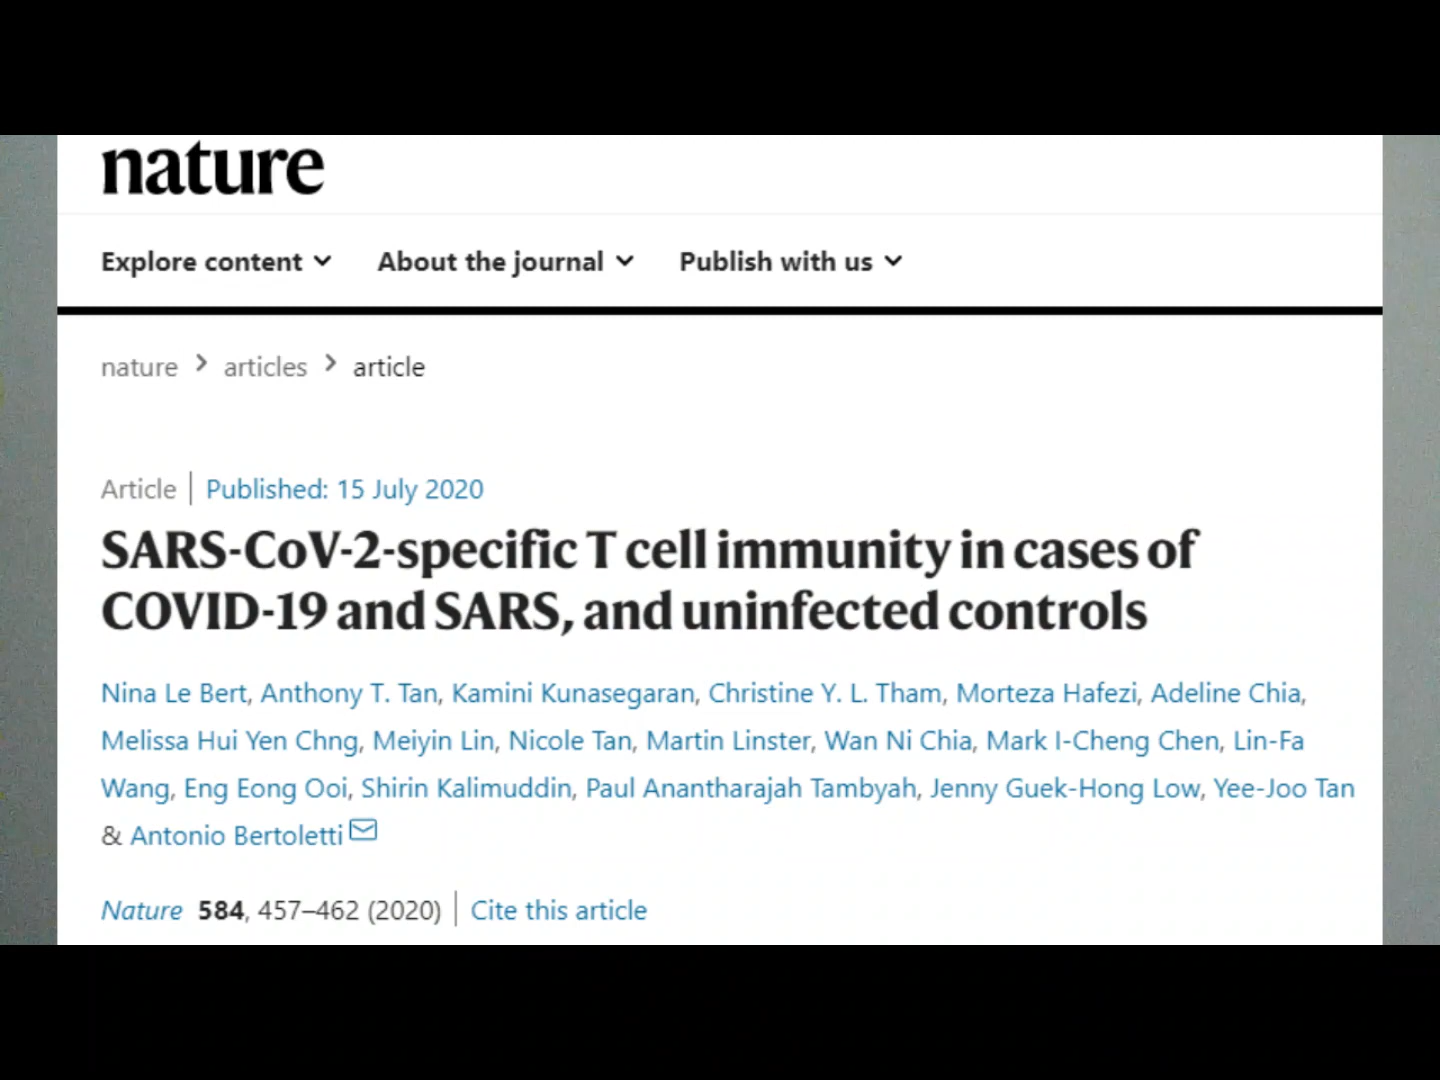 nature
Explore content About the journal Publish with us
nature > articles > article
Article | Published: 15 July 2020
SARS-CoV-2-specific T cell immunity in cases of
COVID-19 and SARS, and uninfected controls
Nina Le Bert, Anthony T. Tan, Kamini Kunasegaran, Christine Y. L. Tham, Morteza Hafezi, Adeline Chia,
Melissa Hui Yen Chng, Meiyin Lin, Nicole Tan, Martin Linster, Wan Ni Chia, Mark I-Cheng Chen, Lin-Fa
Wang, Eng Eong Ooi, Shirin Kalimuddin, Paul Anantharajah Tambyah, Jenny Guek-Hong Low, Yee-Joo Tan
& Antonio Bertoletti
Nature 584, 457–462 (2020) | Cite this article